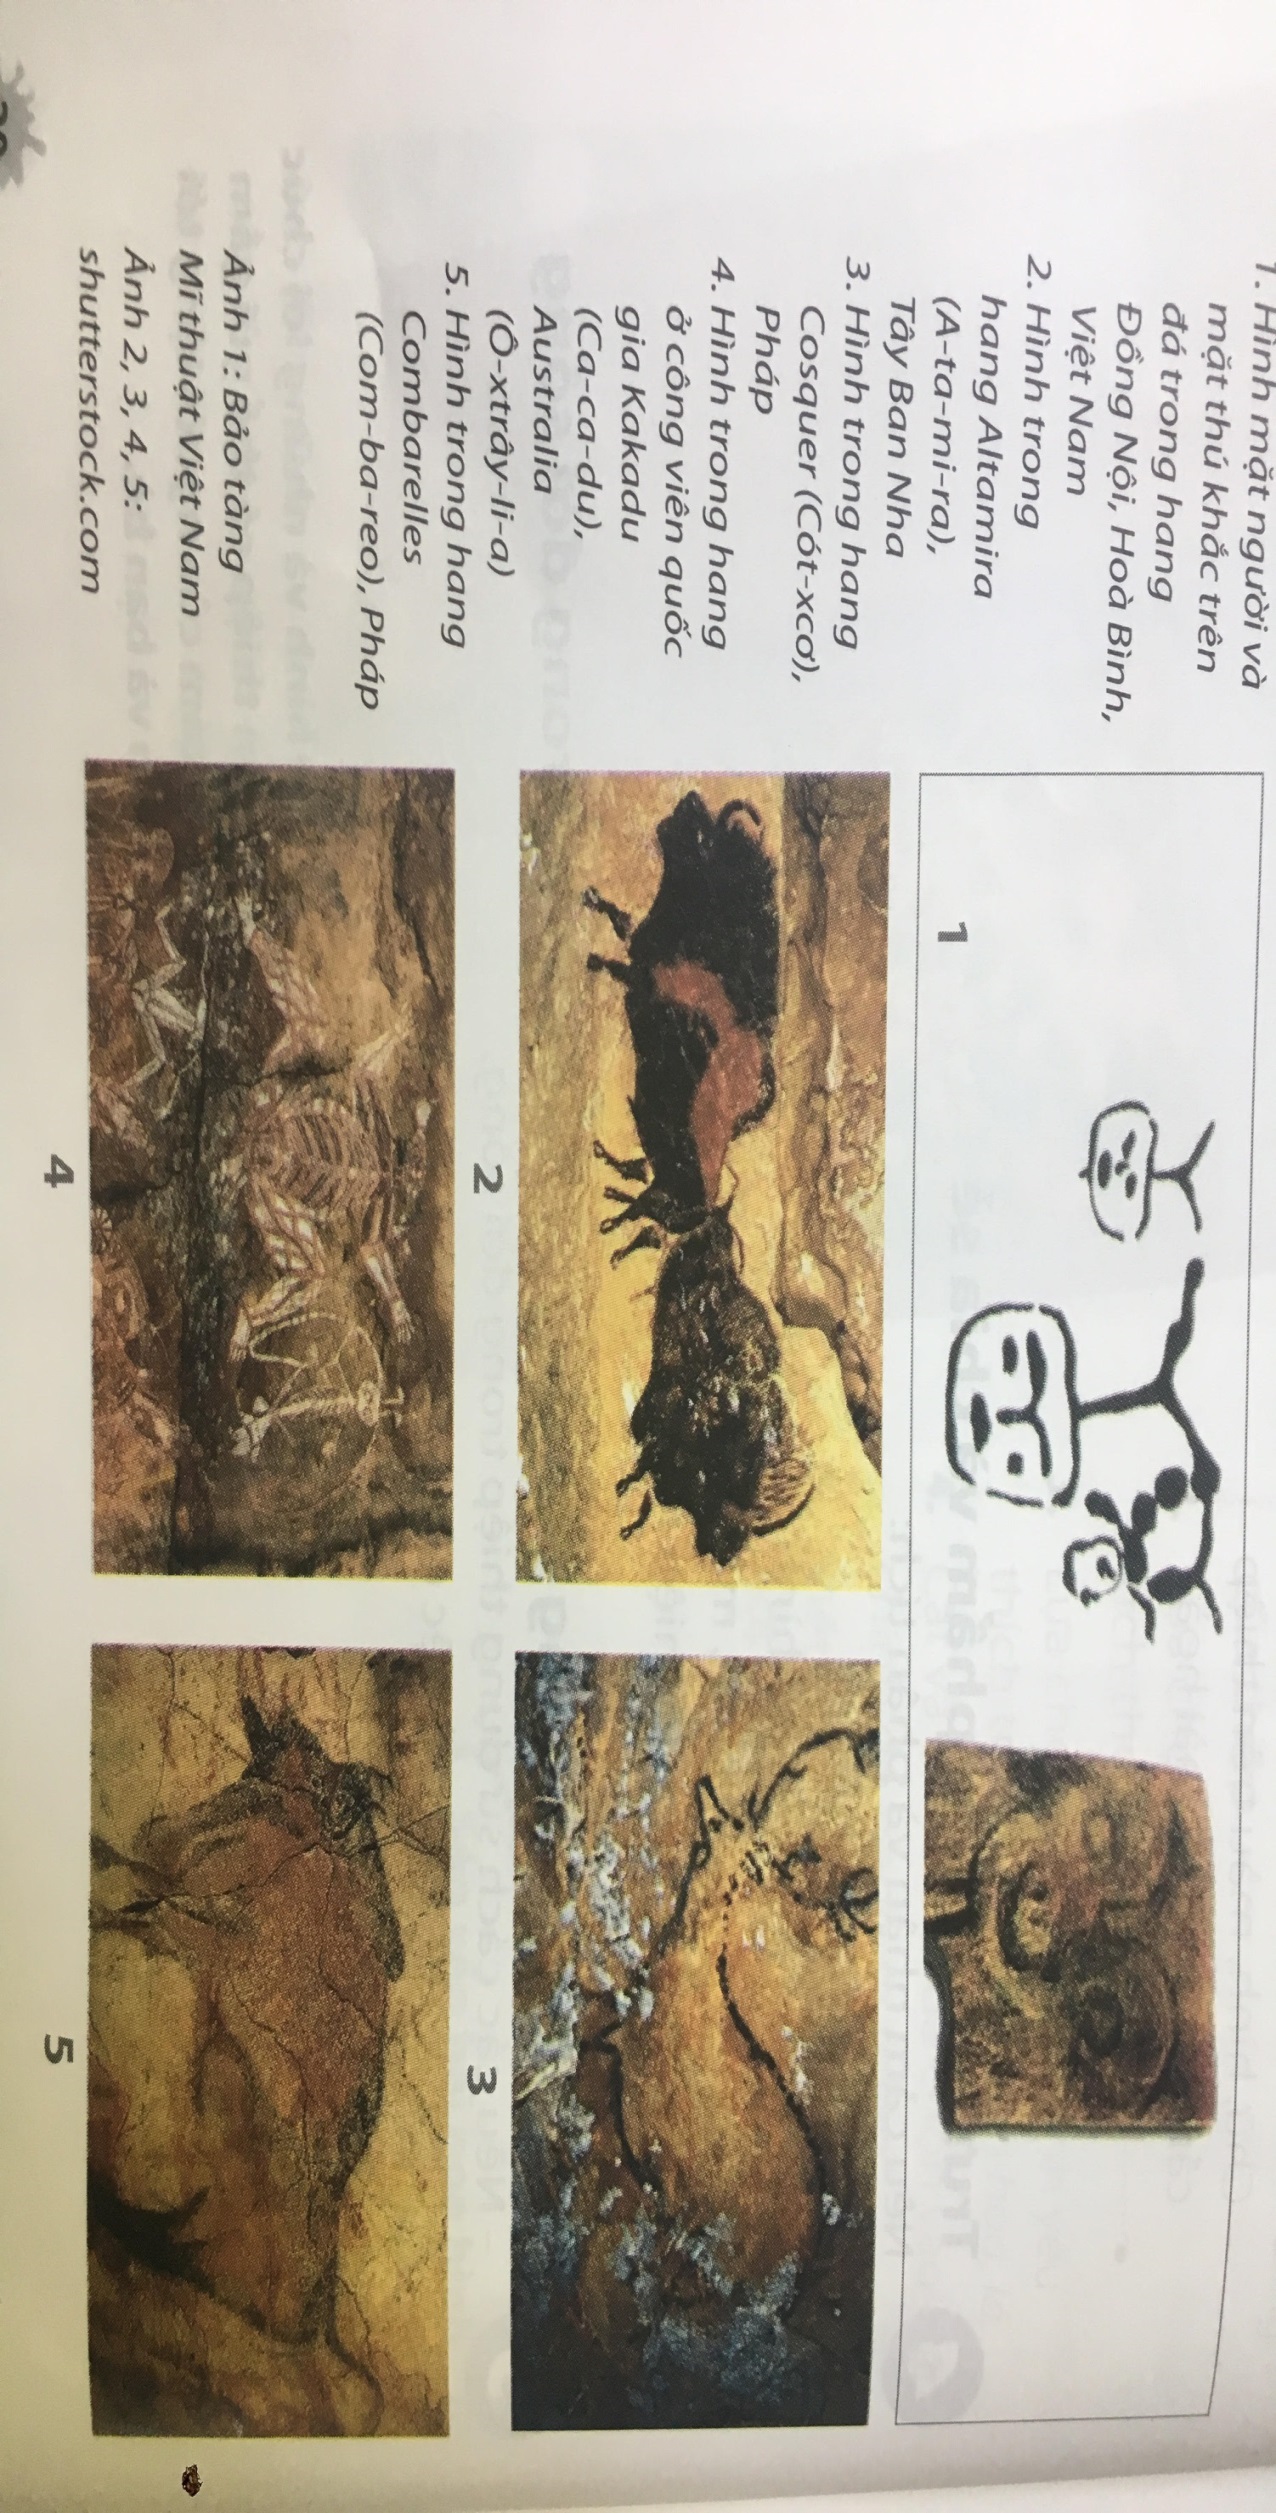 1. Hình mặt người và
mặt thú khắc trên
đá trong hang
Đồng Nội, Hoà Bình,
Việt Nam
2. Hình trong
hang Altamira
(A-ta-mi-ra),
Tây Ban Nha
3. Hình trong hang
Cosquer (Cót-xcơ),
Pháp
4. Hình trong hang
ở công viên quốc
gia Kakadu
(Ca-ca-du),
Australia
(Ô-xtrây-li-a)
5. Hình trong hang
Combarelles
(Com-ba-reo), Pháp
Ảnh 1: Bảo tàng
Mĩ thuật Việt Nam
Ảnh 2, 3, 4, 5:
shutterstock.com
1
2
3
4
5